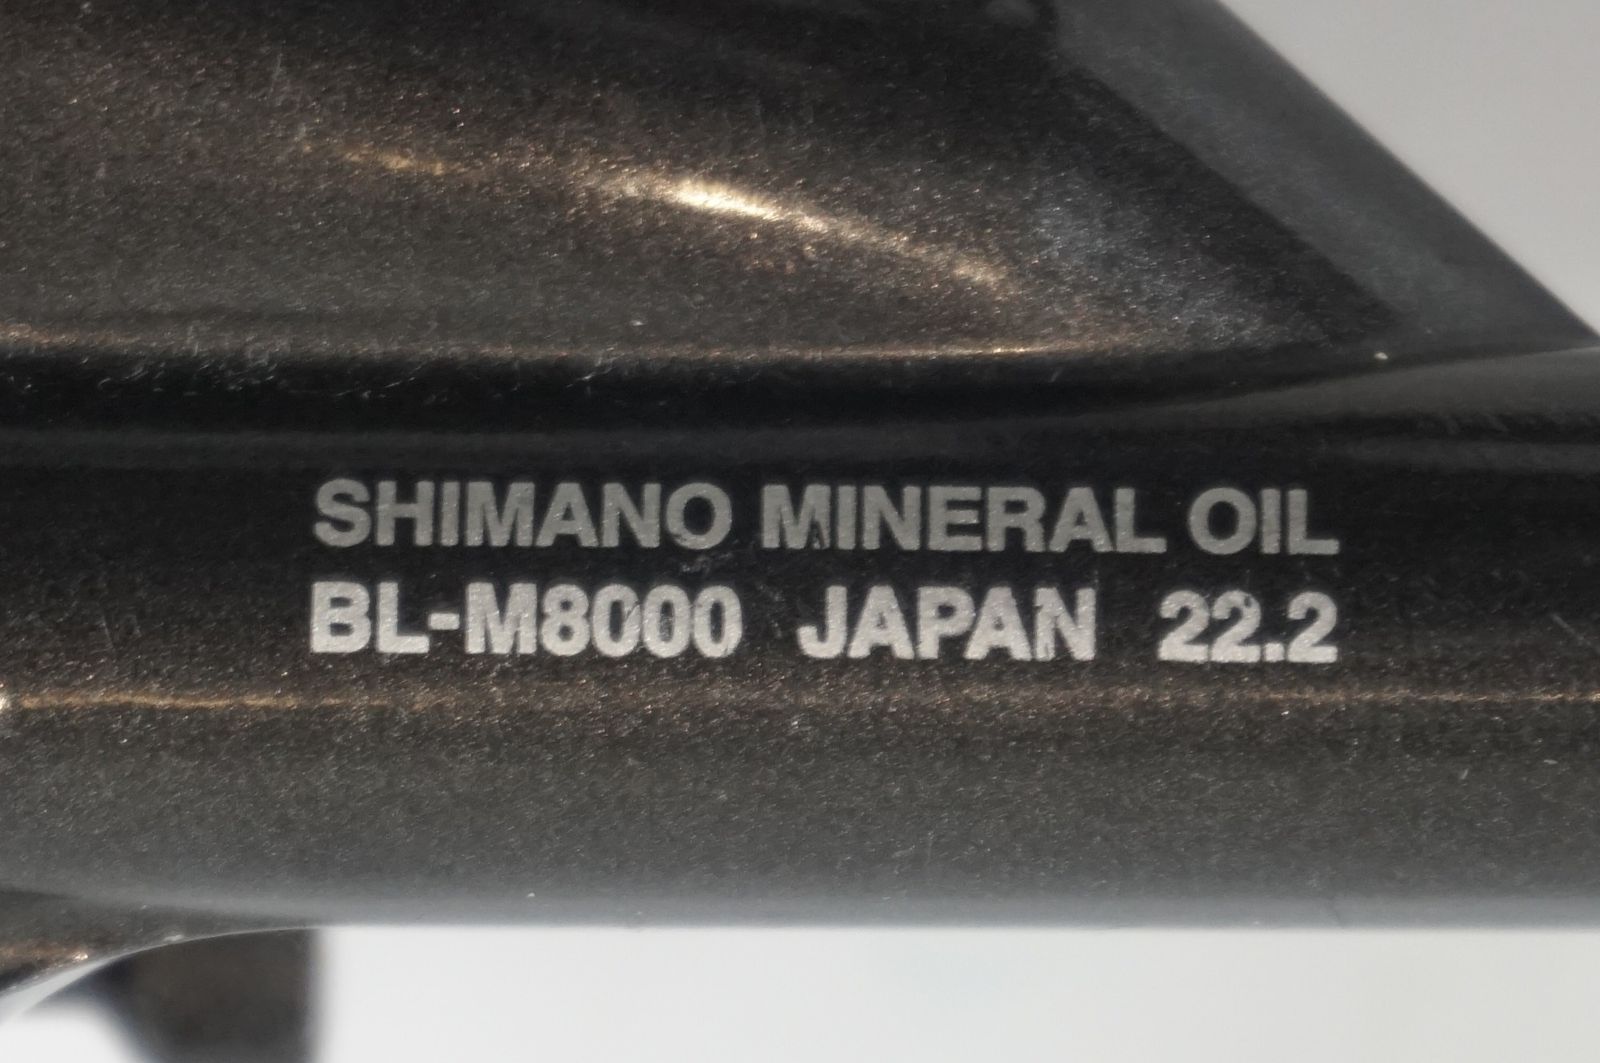 SHIMANO MINERAL OIL
BL-M8000 JAPAN 22.2